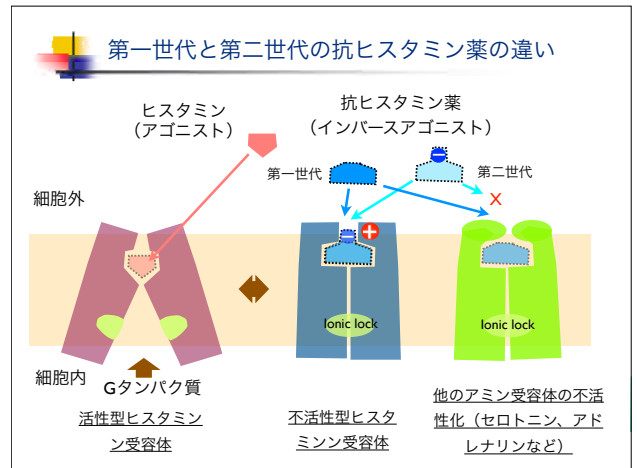 第一世代と第二世代の抗ヒスタミン薬の違い
ヒスタミン
（アゴニスト）
抗ヒスタミン薬
（インバースアゴニスト）
第一世代
第二世代
X
細胞外
Ionic lock
Ionic lock
細胞内
Gタンパク質
活性型ヒスタミン
ン受容体
不活性型ヒスタ
ミンン受容体
他のアミン受容体の不活
性化（セロトニン、アド
レナリンなど）